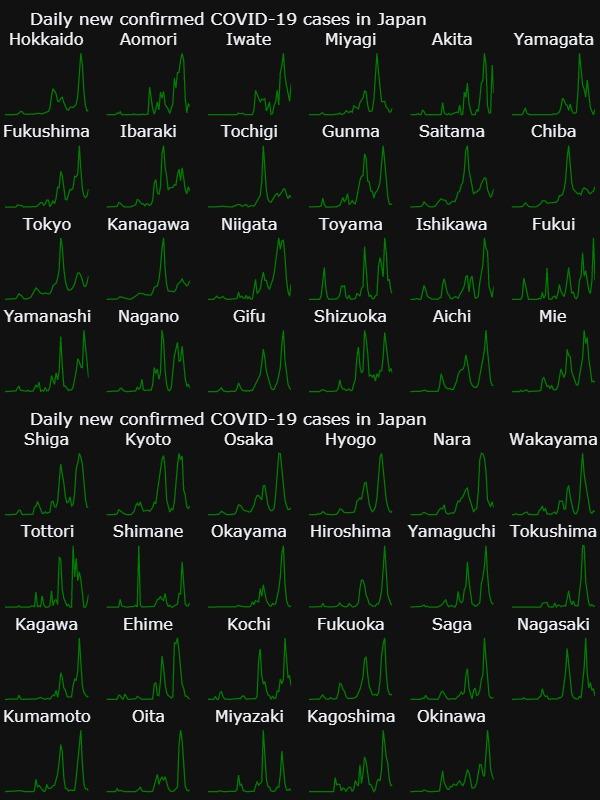 Daily new confirmed COVID-19 cases in Japan
Hokkaido Aomori Iwate Miyagi Akita Yamagata
Fukushima Ibaraki Tochigi Gunma Saitama Chiba
Tokyo Kanagawa Niigata Toyama Ishikawa Fukui
Yamanashi Nagano Gifu Shizuoka Aichi Mie
Daily new confirmed COVID-19 cases in Japan
Shiga Kyoto Osaka Hyogo Nara Wakayama
Tottori Shimane Okayama Hiroshima Yamaguchi Tokushima
Kagawa Ehime Kochi Fukuoka Saga Nagasaki
Kumamoto Oita Miyazaki Kagoshima Okinawa